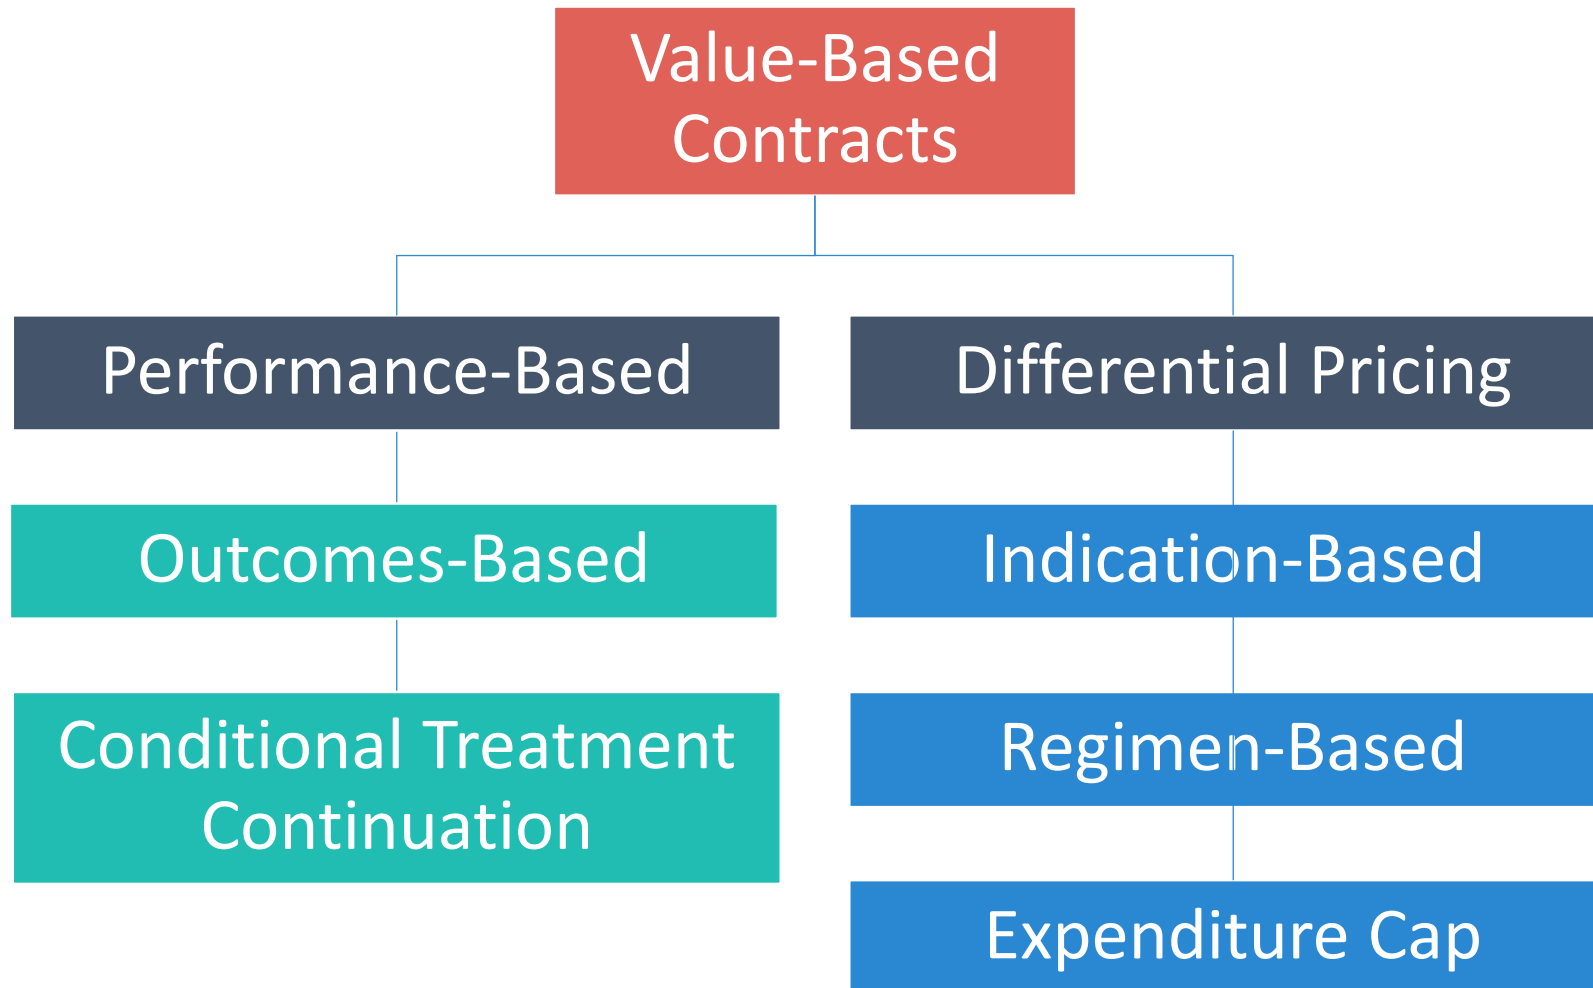 Value-Based
Contracts
Performance-Based
Differential Pricing
Outcomes-Based
Indication-Based
Conditional Treatment
Continuation
Regimen-Based
Expenditure Cap